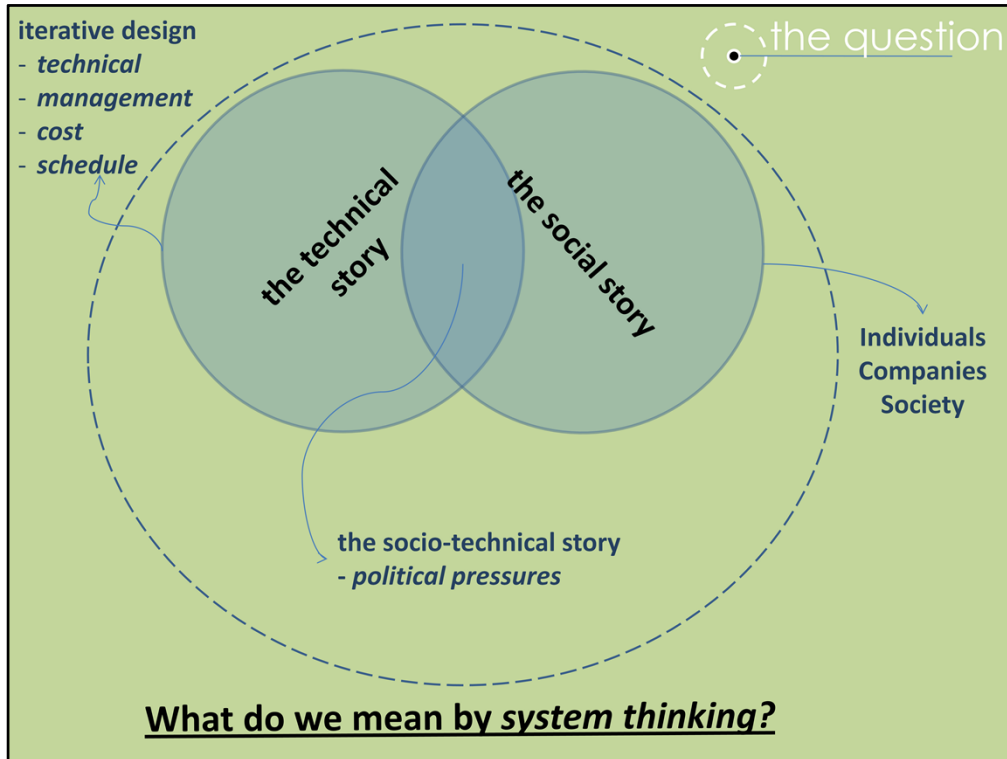 the question
iterative design
- technical
- management
- cost
- schedule
the technical
story
the social story
Individuals
Companies
Society
the socio-technical story
- political pressures
What do we mean by system thinking?